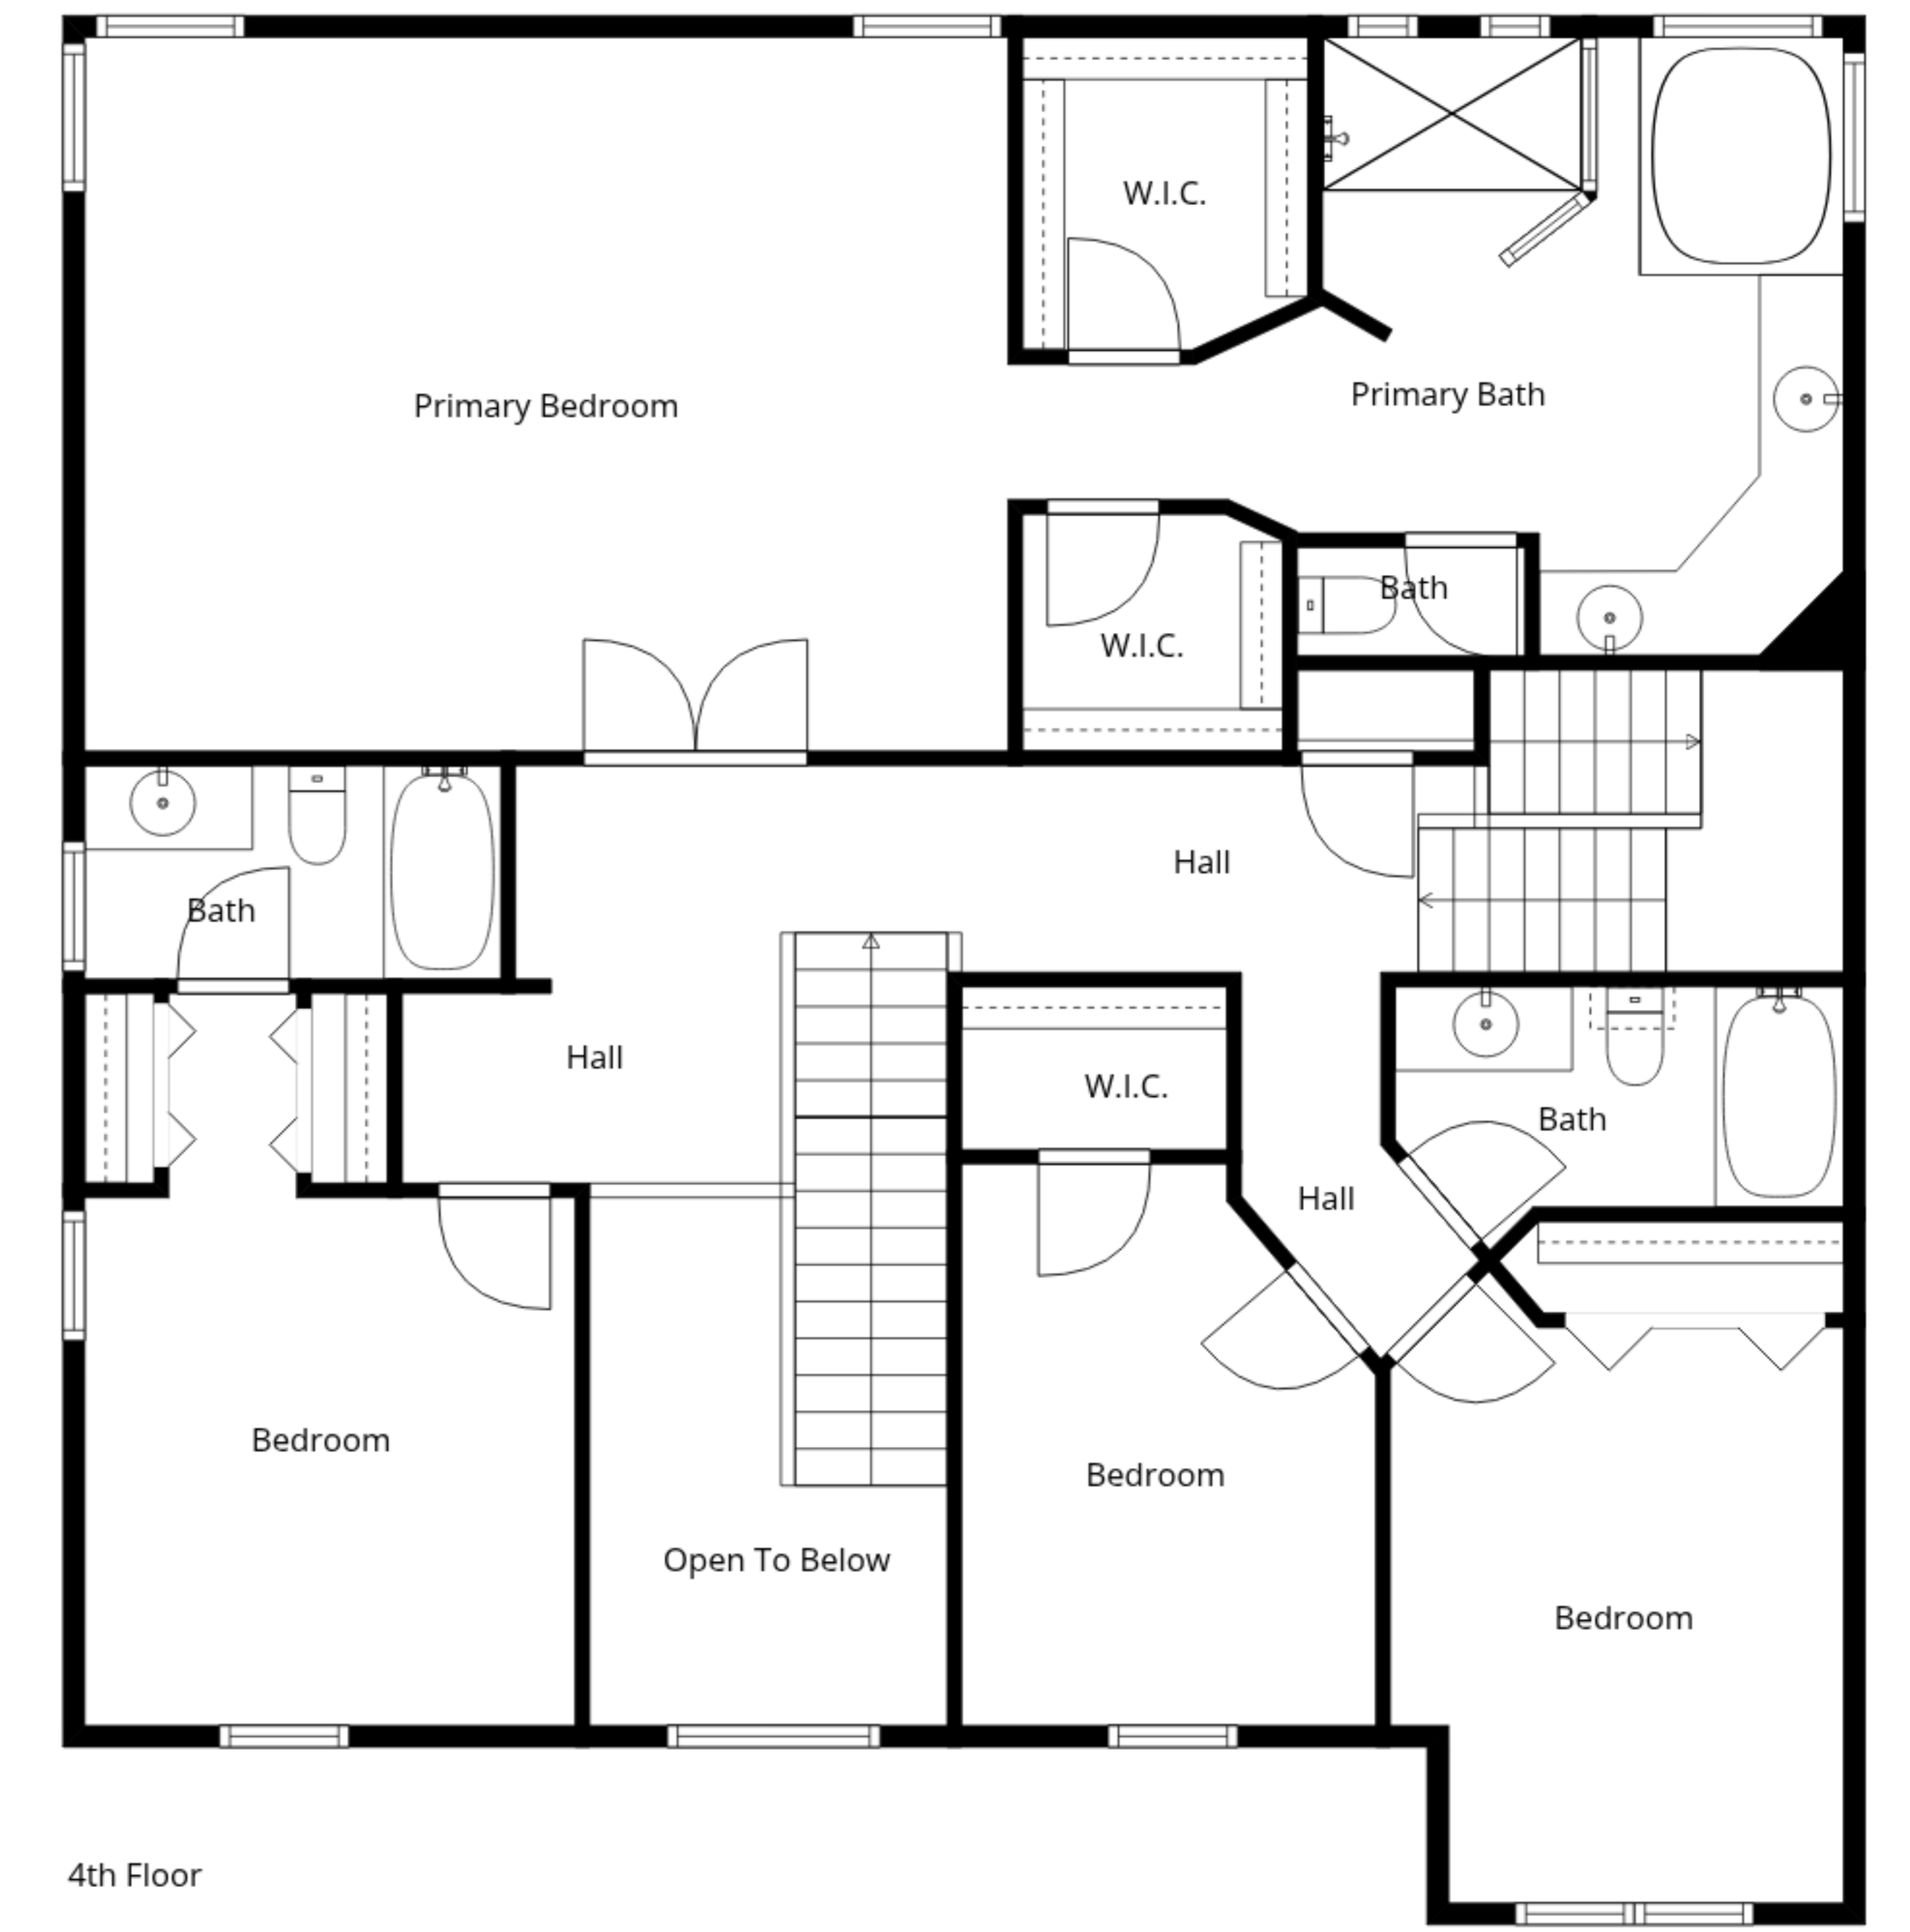 W.I.C.
Primary Bedroom
Primary Bath
Bath
W.I.C.
Hall
Bath
Hall
W.I.C.
Bath
Hall
Bedroom
Bedroom
Open To Below
Bedroom
4th Floor